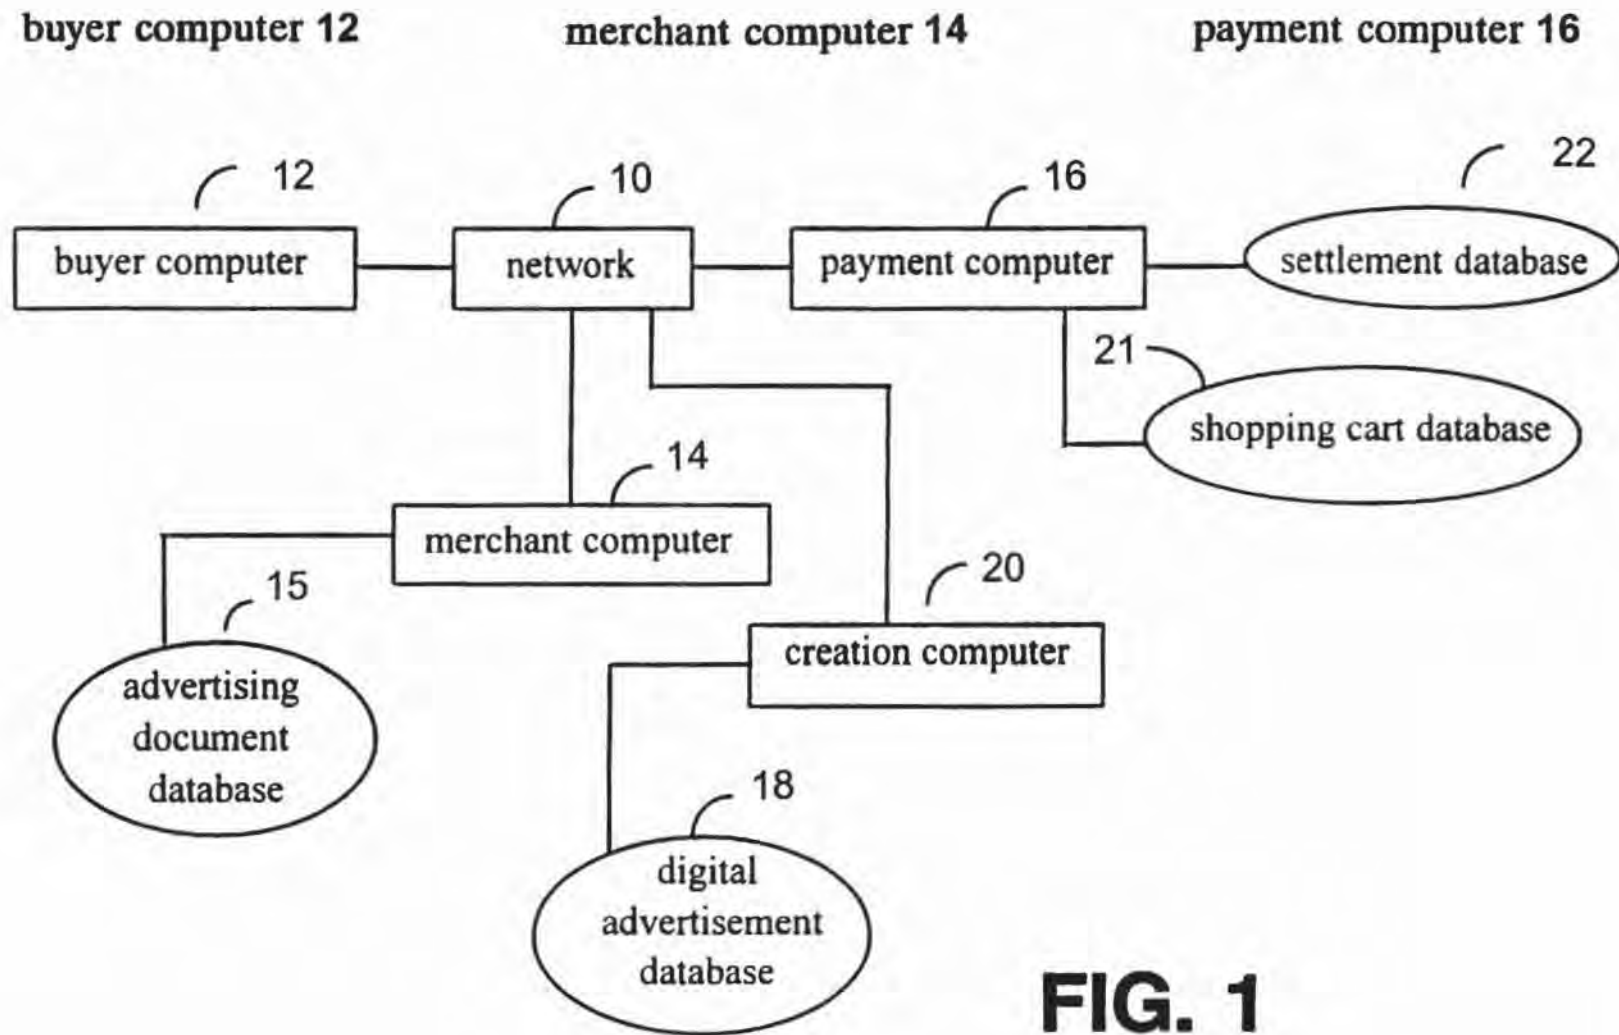 buyer computer 12
merchant computer 14
payment computer 16
12
10
16
22
buyer computer
network
payment computer
settlement database
21
shopping cart database
14
merchant computer
15
20
advertising
document
database
creation computer
18
digital
advertisement
database
FIG. 1